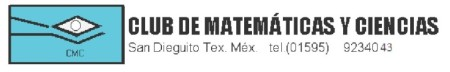 CLUB DE MATEMÁTICAS Y CIENCIAS
San Dieguito Tex. Méx. tel.(01595) 9234043
CMC